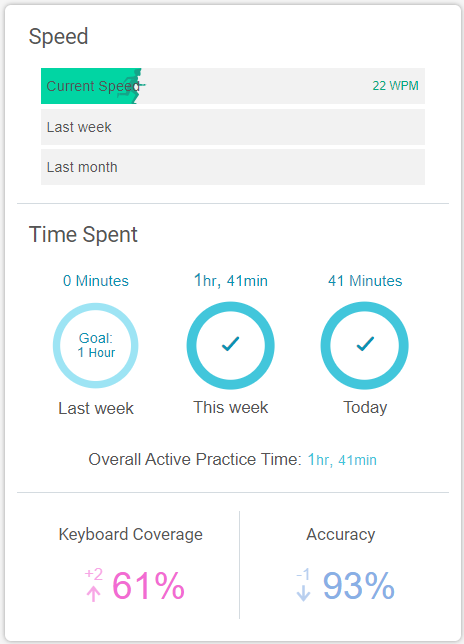 Speed
Current Speed 22 WPM
Last week
Last month
Time Spent
0 Minutes 1hr, 41min 41 Minutes
Goal:
1 Hour
Last week This week Today
Overall Active Practice Time: 1hr, 41min
Keyboard Coverage Accuracy
+2 61% -1 93%